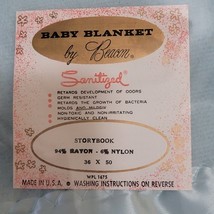 BABY BLANKET
by Beacon
Sanitized
RETARDS DEVELOPMENT OF ODORS
GERM RESISTANT
RETARDS THE GROWTH OF BACTERIA
MOLDS AND MILDEW
NON-TOXIC AND NON-IRRITATING
HYGIENICALLY CLEAN
STORYBOOK
94% RAYON - 6% NYLON
36 X 50
WPL 1675
MADE IN U.S.A. • WASHING INSTRUCTIONS ON REVERSE